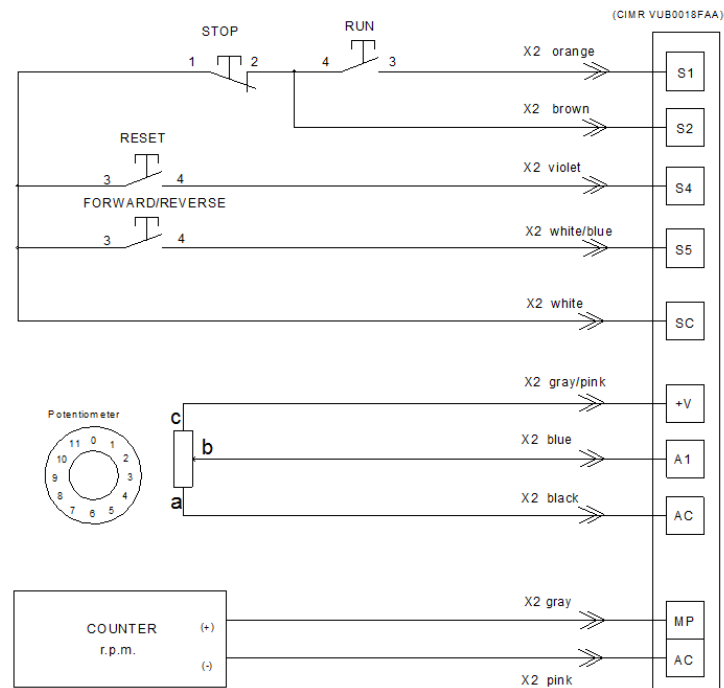 (CIMR VUB0018FAA)
STOP
RUN
1 2 4 3 X2 orange S1
X2 brown S2
RESET
3 4 X2 violet S4
FORWARD/REVERSE
3 4 X2 white/blue S5
X2 white SC
X2 gray/pink +V
Potentiometer
c
b
a
0 1 2 3 4 5 6 7 8 9 10 11
X2 blue A1
X2 black AC
X2 gray MP
COUNTER (+)
r.p.m.
(-) AC
X2 pink